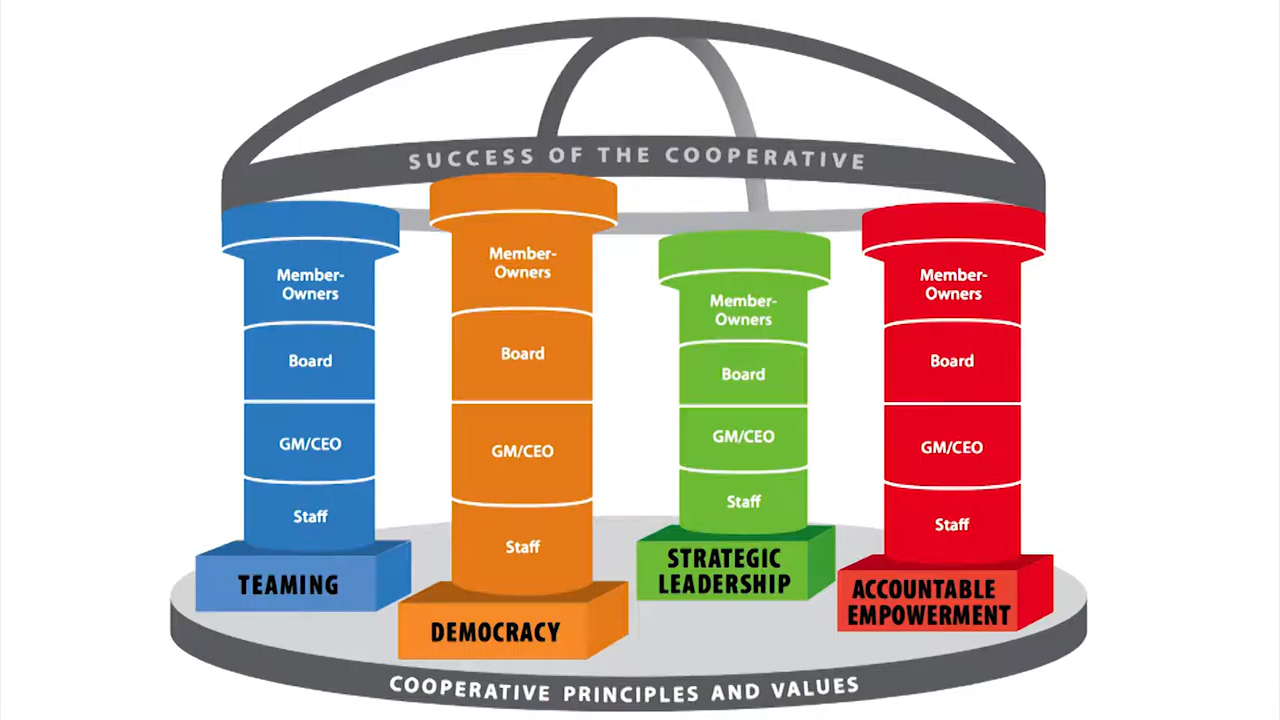 SUCCESS OF THE COOPERATIVE
Member-
Owners
Board
GM/CEO
Staff
TEAMING
Member-
Owners
Board
GM/CEO
Staff
DEMOCRACY
Member-
Owners
Board
GM/CEO
Staff
STRATEGIC
LEADERSHIP
Member-
Owners
Board
GM/CEO
Staff
ACCOUNTABLE
EMPOWERMENT
COOPERATIVE PRINCIPLES AND VALUES